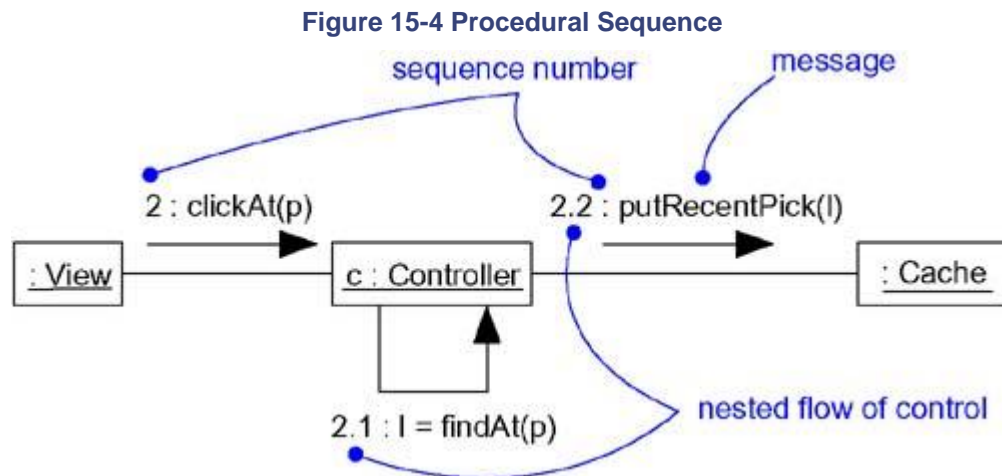 Figure 15-4 Procedural Sequence
sequence number
message
2 : clickAt(p)
2.2 : putRecentPick(l)
: View
c : Controller
: Cache
2.1 : l = findAt(p)
nested flow of control